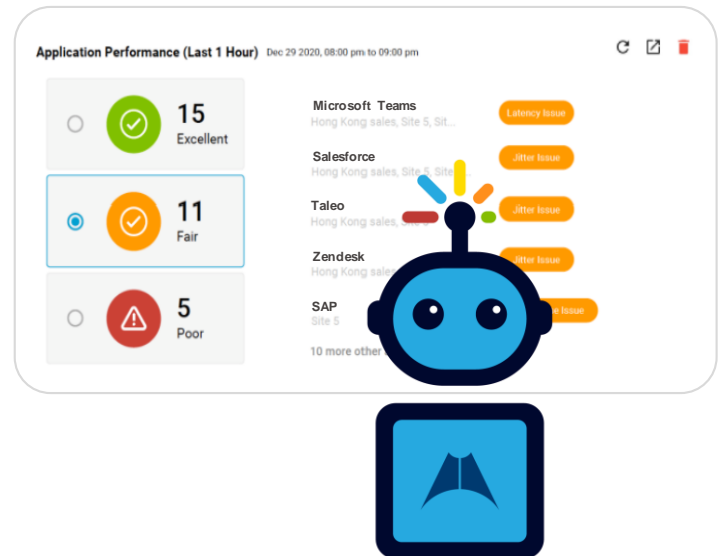 Application Performance (Last 1 Hour) Dec 29 2020, 08:00 pm to 09:00 pm
15
Excellent
11
Fair
5
Poor
Microsoft Teams
Hong Kong sales, Site 5, Sit...
Latency Issue
Salesforce
Hong Kong sales, Site 5, Site
Jitter Issue
Taleo
Hong Kong sales,
Jitter Issue
Zendesk
Hong Kong sales
Jitter Issue
SAP
Site 5
Issue
10 more other